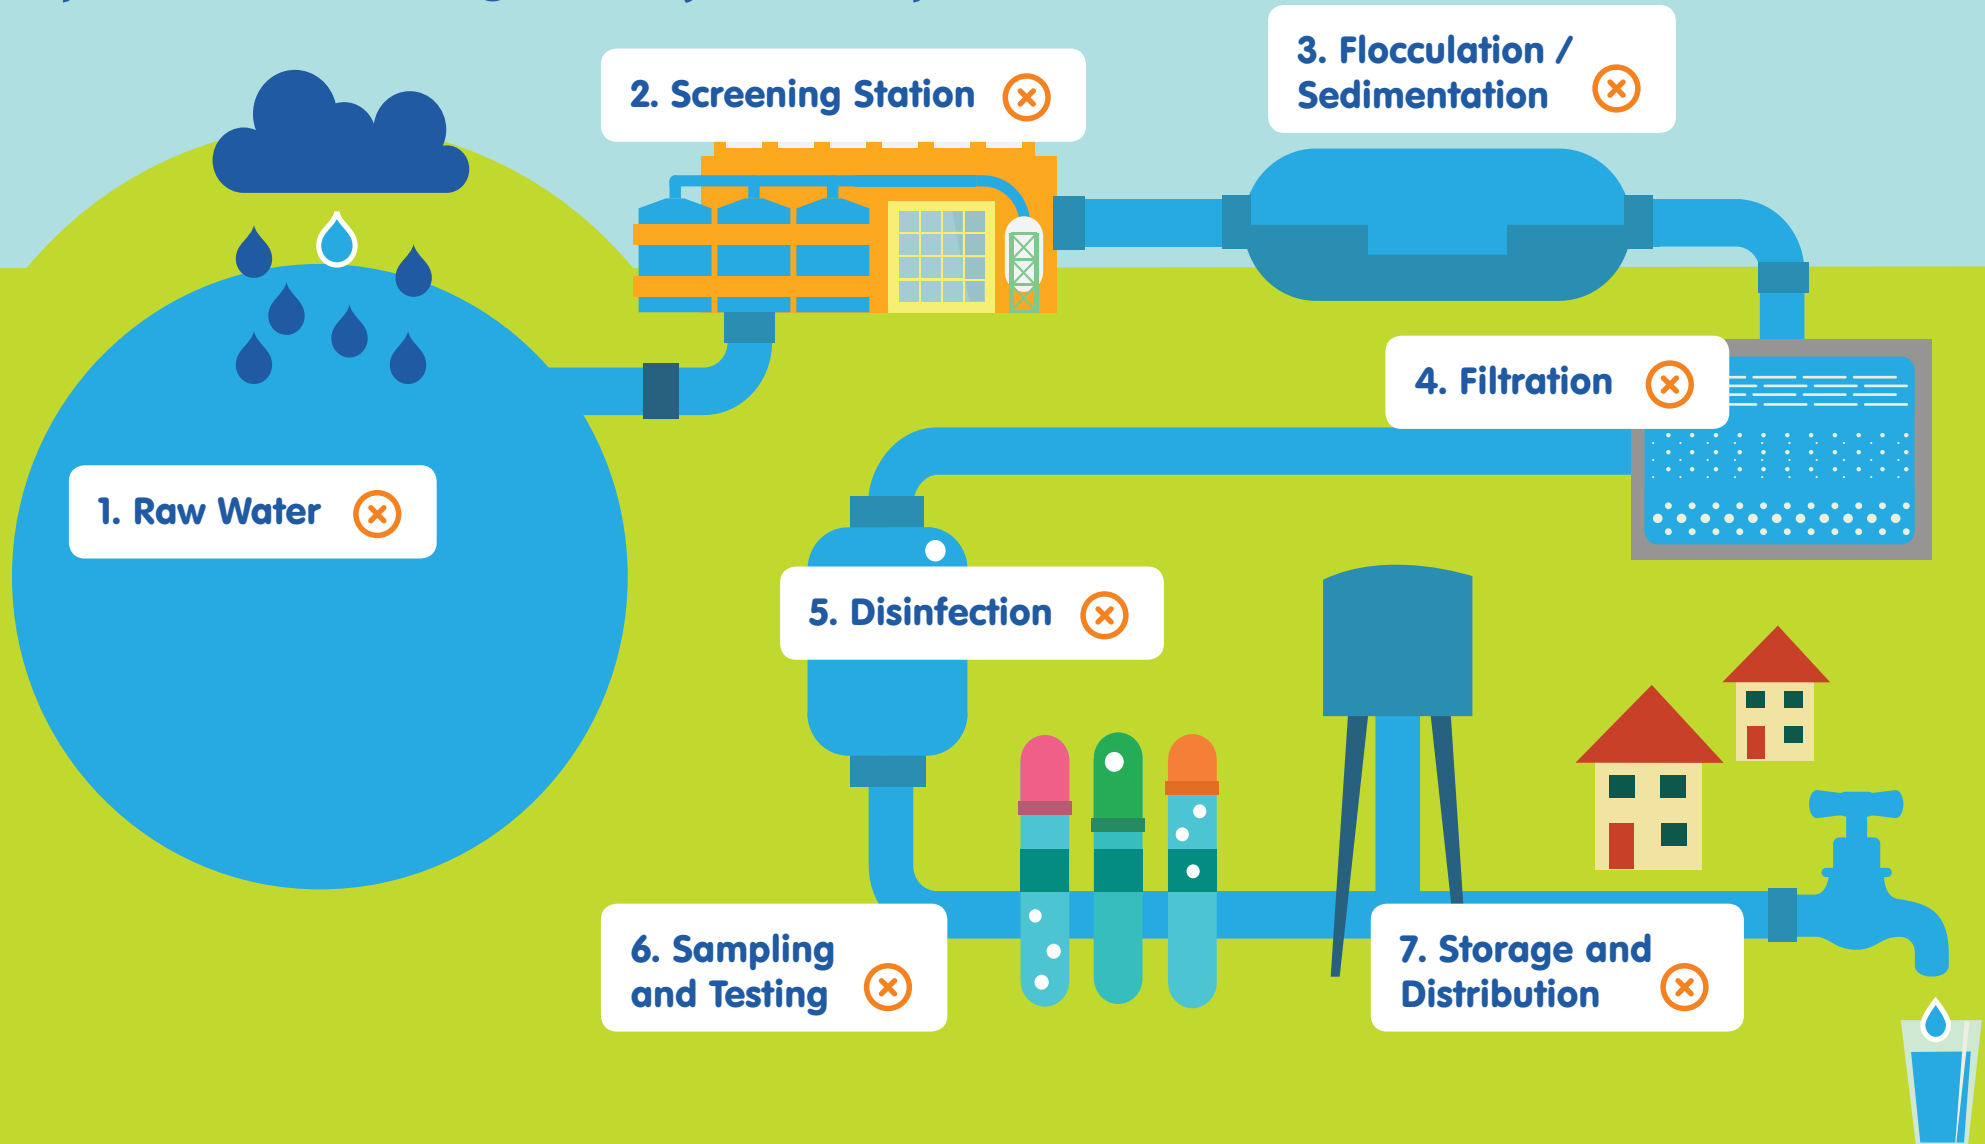 2. Screening Station
3. Flocculation /
Sedimentation
4. Filtration
1. Raw Water
5. Disinfection
6. Sampling
and Testing
7. Storage and
Distribution